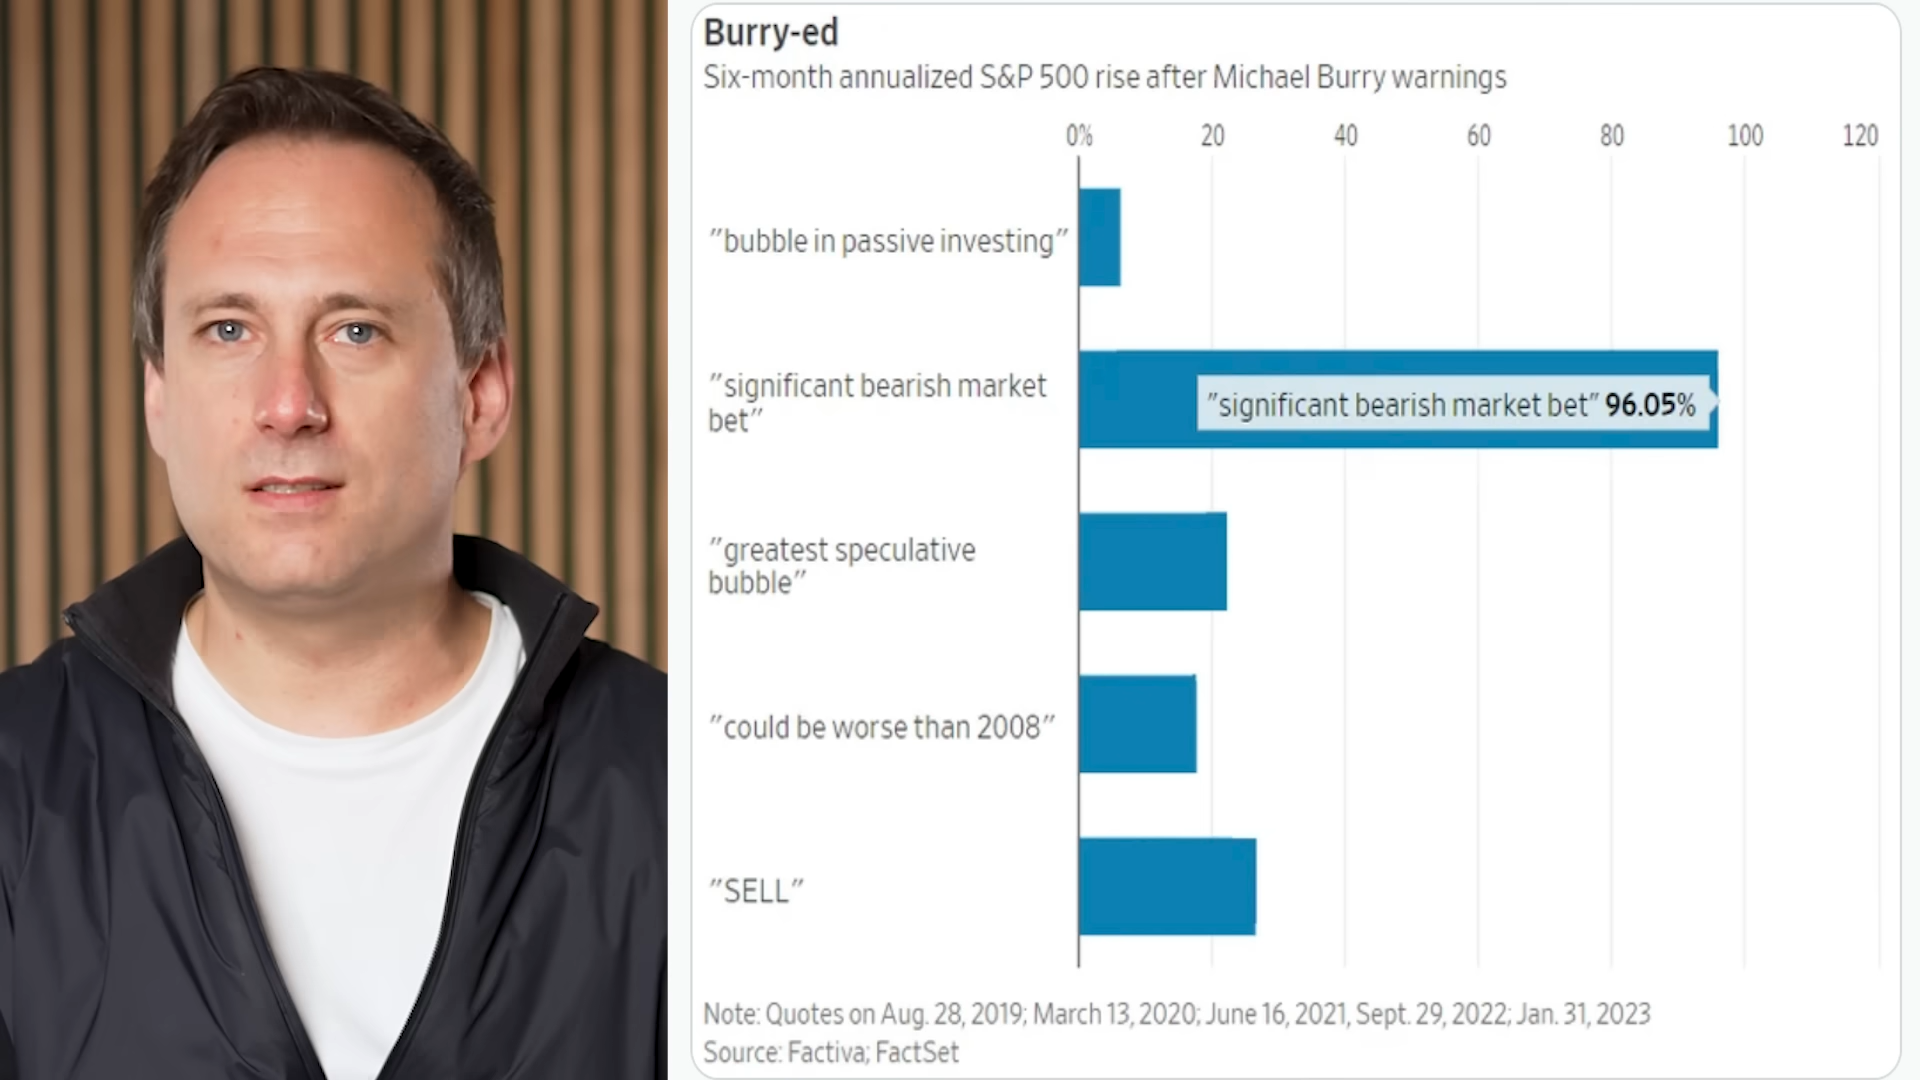 Burry-ed
Six-month annualized S&P 500 rise after Michael Burry warnings
0% 20 40 60 80 100 120
"bubble in passive investing"
"significant bearish market
bet"
"significant bearish market bet" 96.05%
"greatest speculative
bubble"
"could be worse than 2008"
"SELL"
Note: Quotes on Aug. 28, 2019; March 13, 2020; June 16, 2021, Sept. 29, 2022; Jan. 31, 2023
Source: Factiva; FactSet